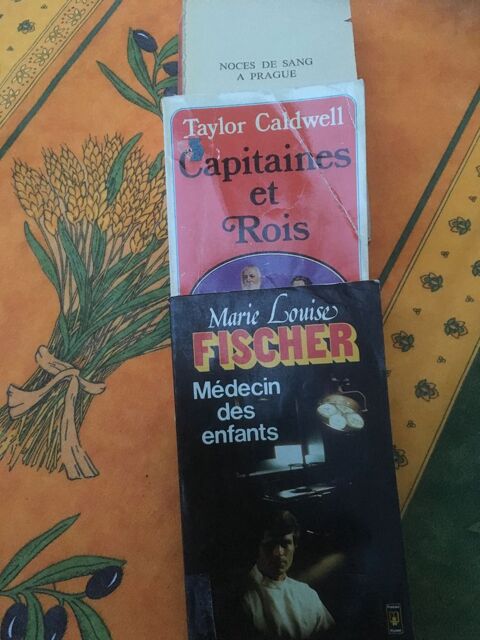 NOCES DE SANG
A PRAGUE
Taylor Caldwell
Capitaines
et
Rois
Marie Louise
FISCHER
Médecin
des
enfants